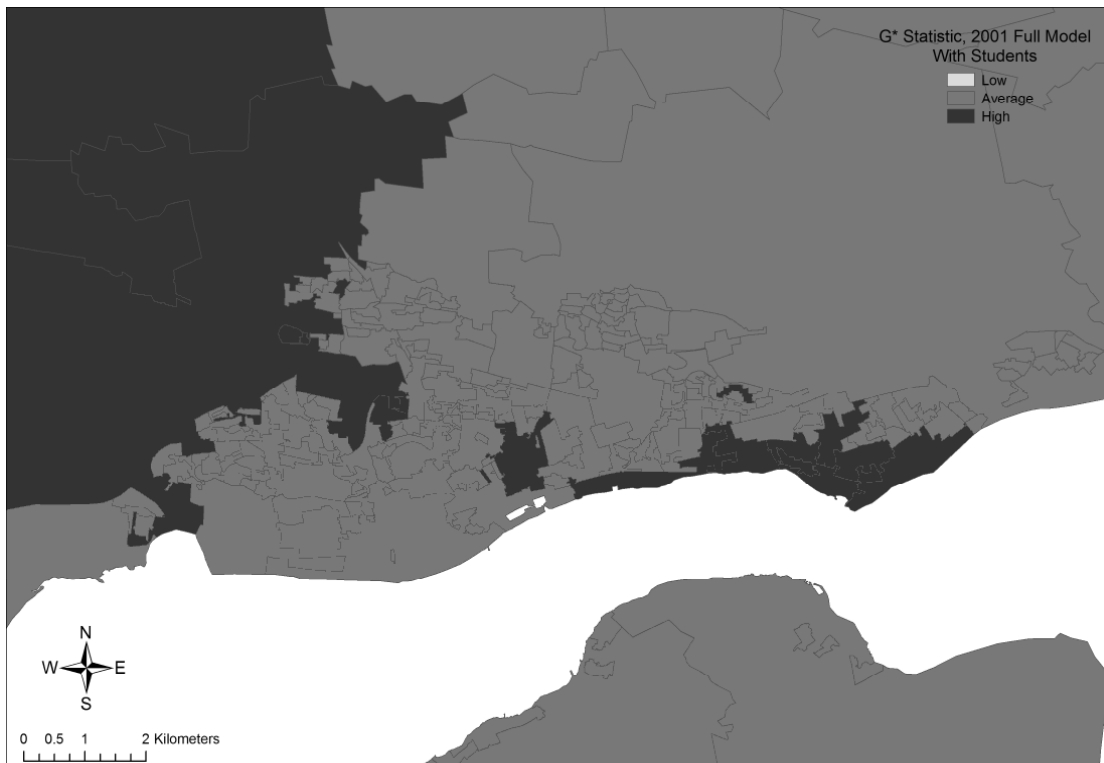 G* Statistic, 2001 Full Model
With Students
Low
Average
High
N
W E
S
0 0.5 1 2 Kilometers